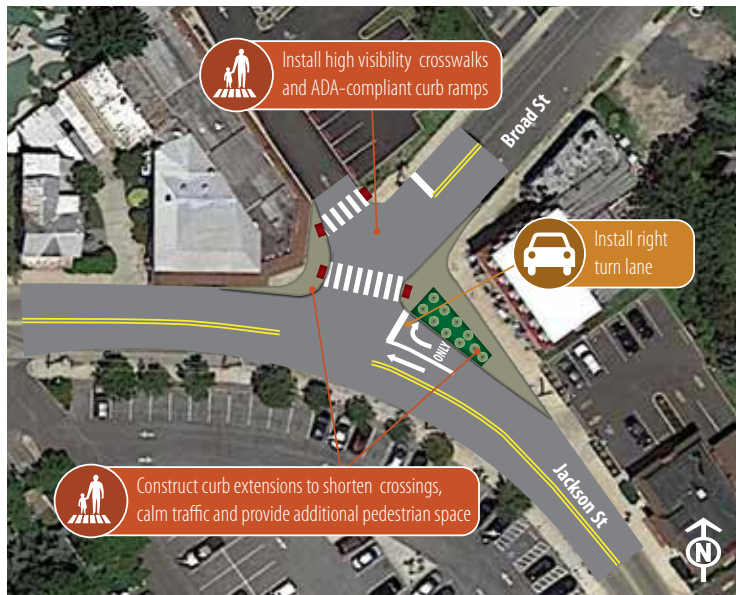 Install high visibility crosswalks
and ADA-compliant curb ramps
Broad St
Install right
turn lane
ONLY
Construct curb extensions to shorten crossings,
calm traffic and provide additional pedestrian space
Jackson St
N